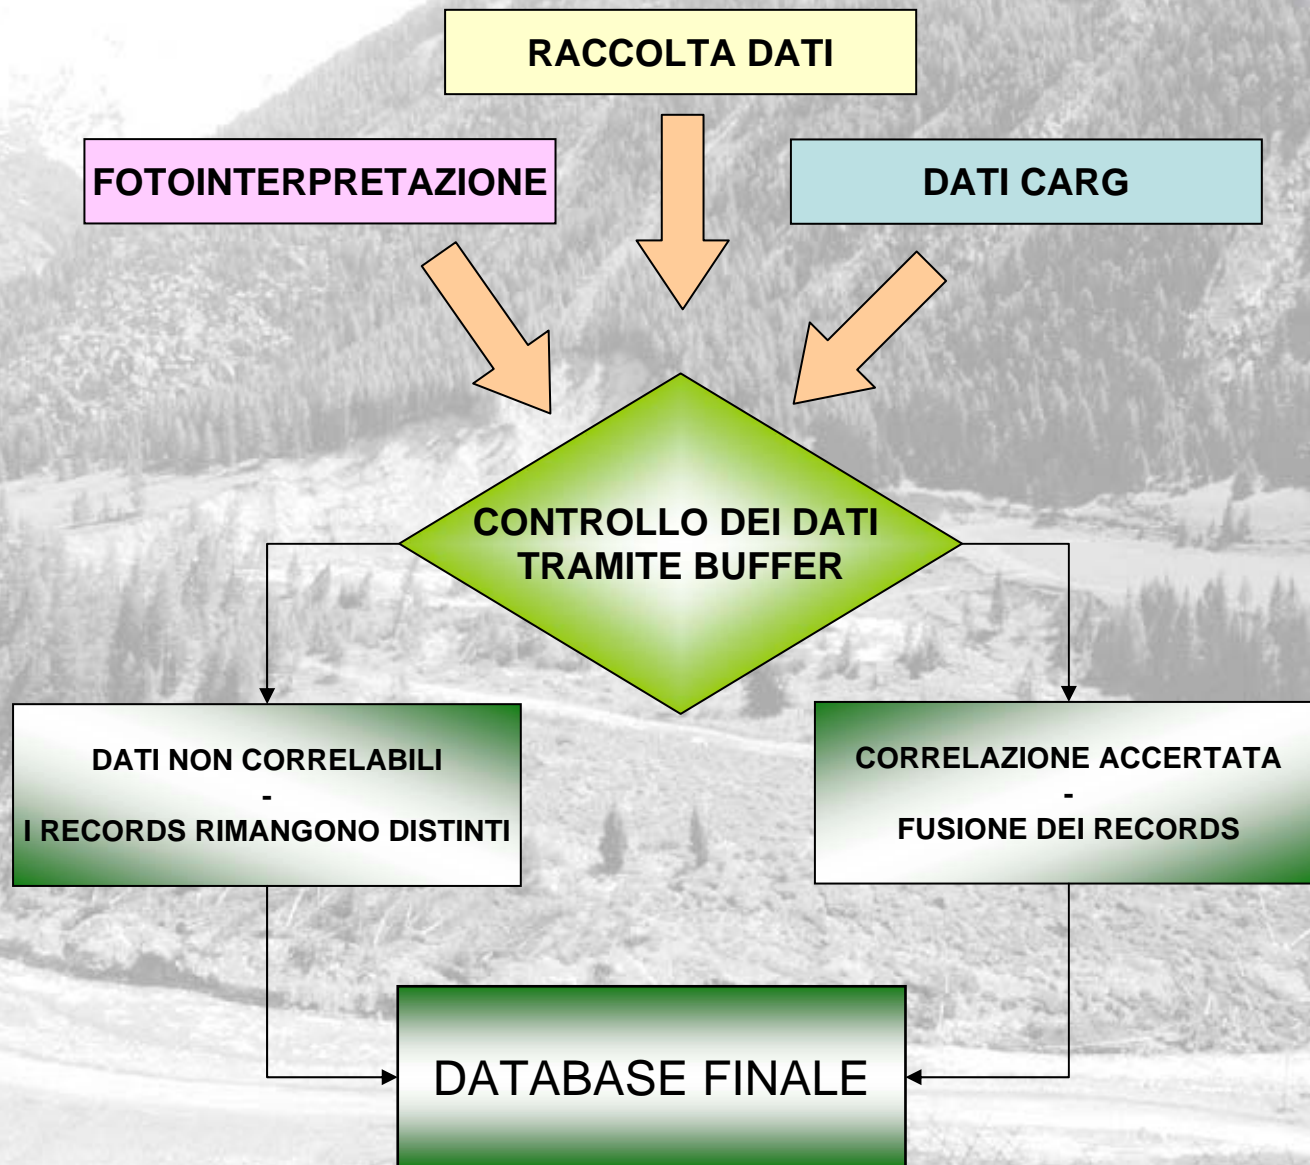 RACCOLTA DATI
FOTOINTERPRETAZIONE
DATI CARG
CONTROLLO DEI DATI
TRAMITE BUFFER
DATI NON CORRELABILI
-
I RECORDS RIMANGONO DISTINTI
CORRELAZIONE ACCERTATA
-
FUSIONE DEI RECORDS
DATABASE FINALE